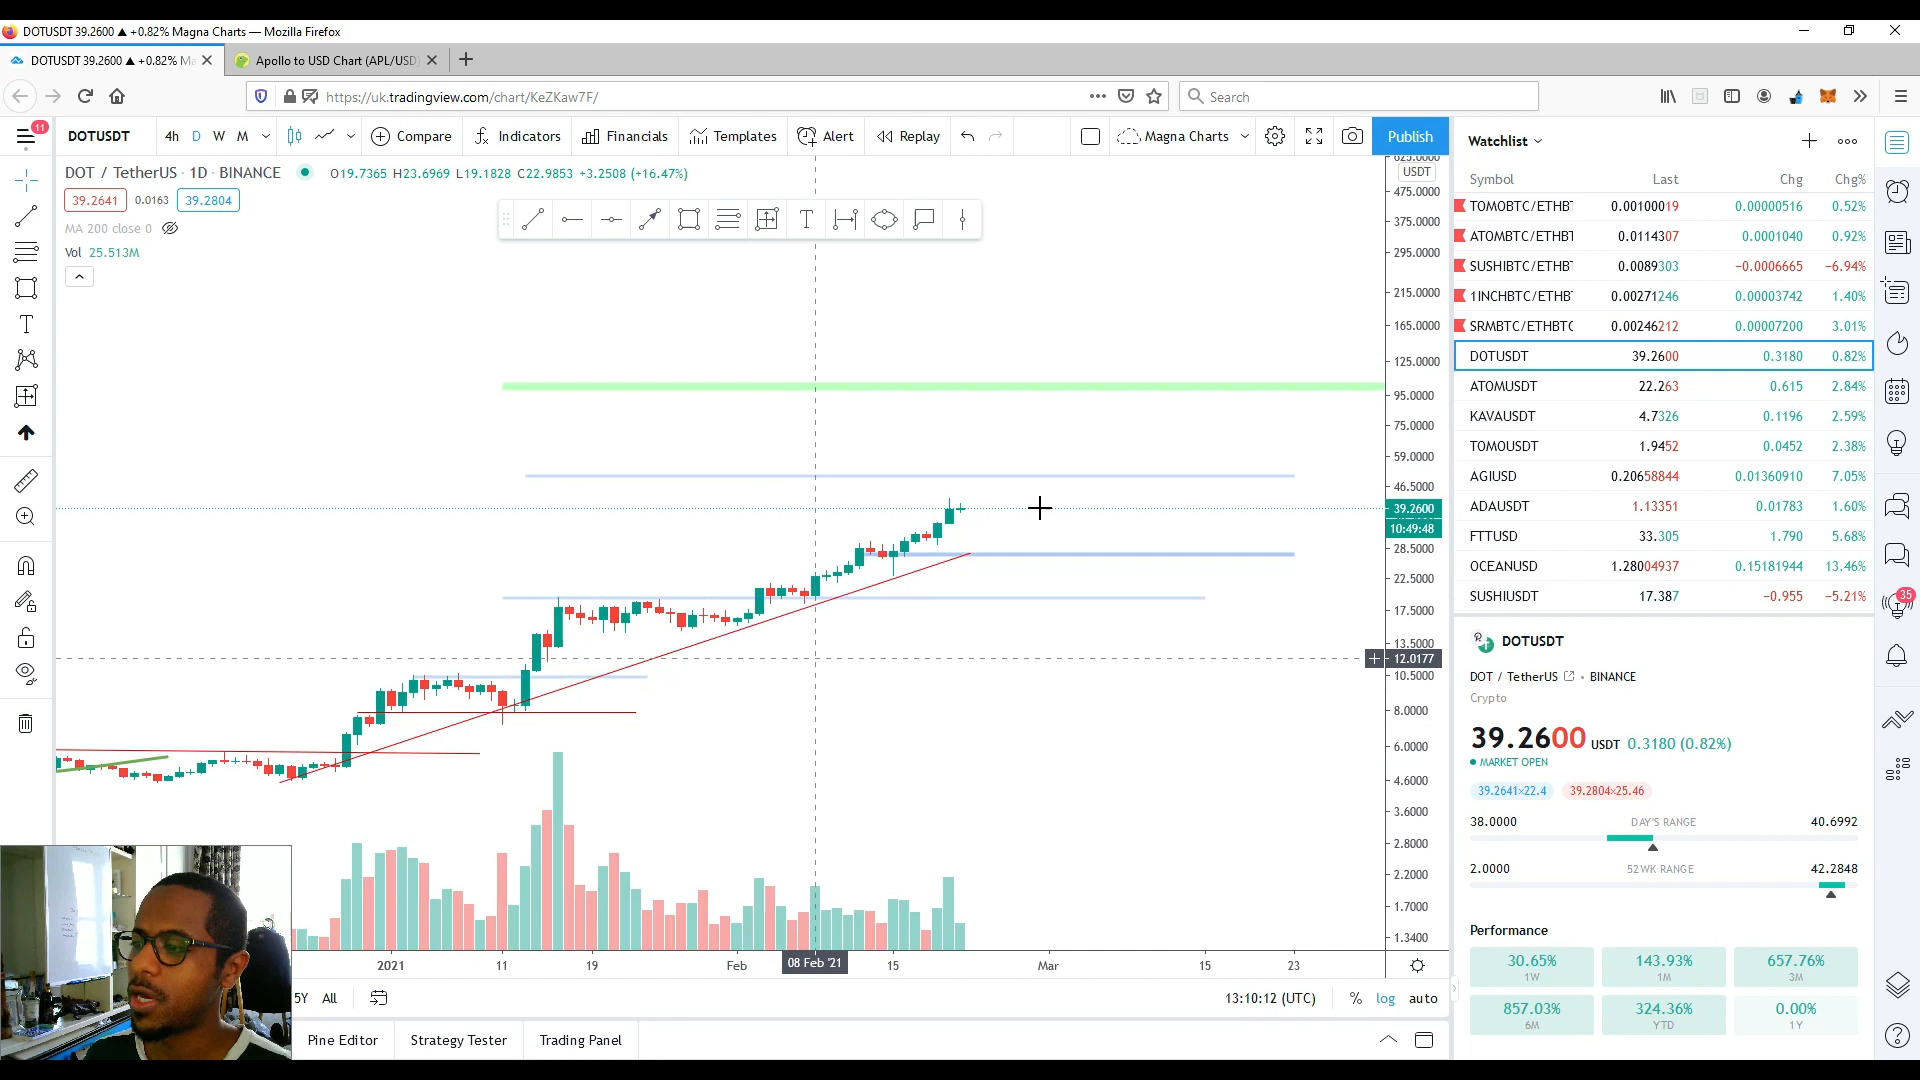 DOTUSDT 39.2600 ▲ +0.82% Magna Charts — Mozilla Firefox
DOTUSDT 39.2600 ▲ +0.82% Ma
Apollo to USD Chart (APL/USD)
https://uk.tradingview.com/chart/KeZKaw7F/
Search
11
DOTUSDT
4h D W M
Compare
Indicators
Financials
Templates
Alert
Replay
Magna Charts
Publish
DOT / TetherUS · 1D · BINANCE
O19.7365 H23.6969 L19.1828 C22.9853 +3.2508 (+16.47%)
39.2641 0.0163 39.2804
MA 200 close 0
Vol 25.513M
625.0000
USDT
475.0000
375.0000
295.0000
215.0000
165.0000
125.0000
95.0000
75.0000
59.0000
46.5000
39.2600
10:49:48
28.5000
22.5000
17.5000
13.5000
12.0177
10.5000
8.0000
6.0000
4.6000
3.6000
2.8000
2.2000
1.7000
1.3400
2021 11 19 Feb 08 Feb '21 15 Mar 15 23
5Y All
13:10:12 (UTC) % log auto
Pine Editor Strategy Tester Trading Panel
Watchlist
Symbol Last Chg Chg%
TOMOBTC/ETHBT 0.00100019 0.00000516 0.52%
ATOMBTC/ETHBT 0.0114307 0.0001040 0.92%
SUSHIBTC/ETHB 0.0089303 −0.0006665 −6.94%
1INCHBTC/ETHB 0.00271246 0.00003742 1.40%
SRMBTC/ETHBTC 0.00246212 0.00007200 3.01%
DOTUSDT 39.2600 0.3180 0.82%
ATOMUSDT 22.263 0.615 2.84%
KAVAUSDT 4.7326 0.1196 2.59%
TOMOUSDT 1.9452 0.0452 2.38%
AGIUSD 0.20658844 0.01360910 7.05%
ADAUSDT 1.13351 0.01783 1.60%
FTTUSD 33.305 1.790 5.68%
OCEANUSD 1.28004937 0.15181944 13.46%
SUSHIUSDT 17.387 −0.955 −5.21%
35
DOTUSDT
DOT / TetherUS · BINANCE
Crypto
39.2600 USDT 0.3180 (0.82%)
MARKET OPEN
39.2641×22.4 39.2804×25.46
38.0000 DAY'S RANGE 40.6992
2.0000 52WK RANGE 42.2848
Performance
30.65% 143.93% 657.76%
1W 1M 3M
857.03% 324.36% 0.00%
6M YTD 1Y